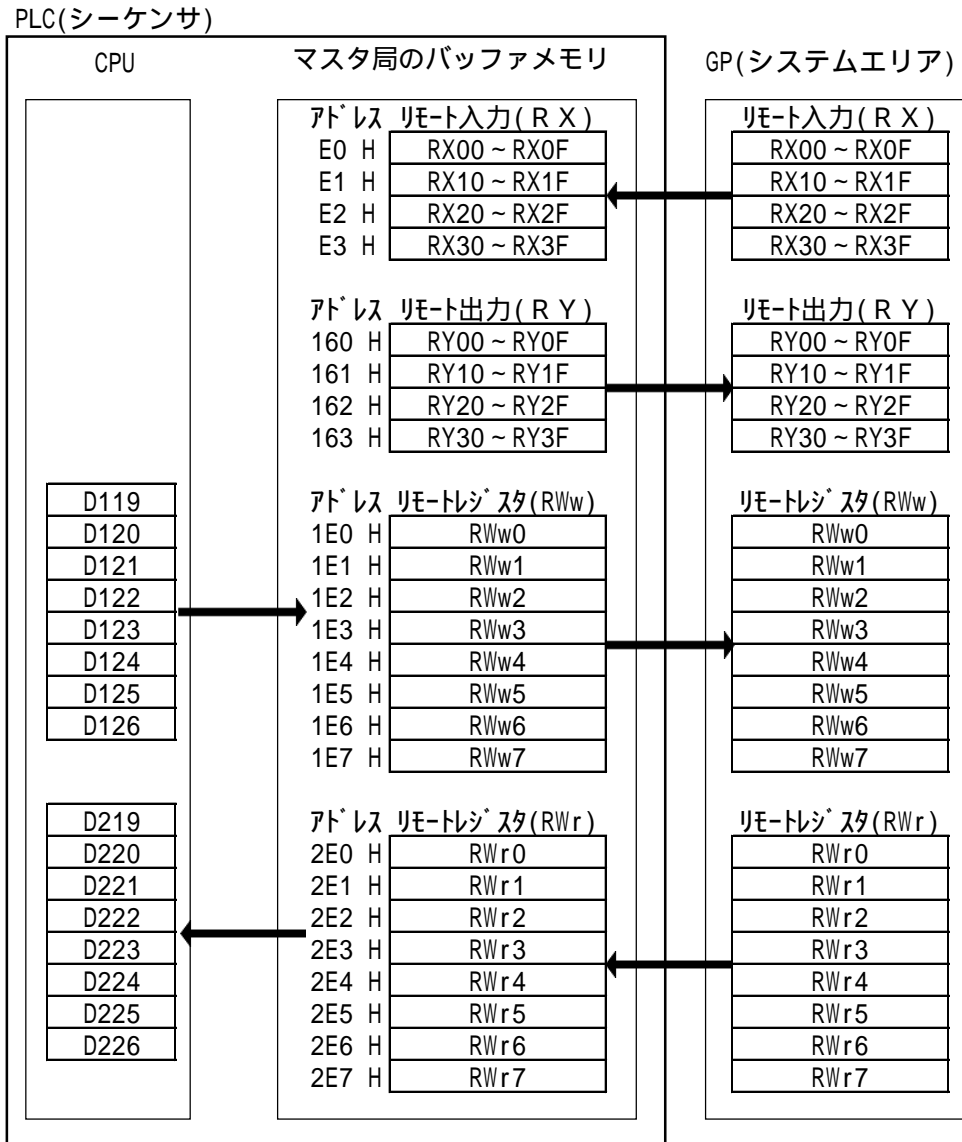 PLC(シーケンサ)
CPU マスタ局のバッファメモリ GP(システムエリア)
ｱﾄﾞﾚｽ ﾘﾓｰﾄ入力(ＲＸ) ﾘﾓｰﾄ入力(ＲＸ)
E0 H RX00～RX0F RX00～RX0F
E1 H RX10～RX1F RX10～RX1F
E2 H RX20～RX2F RX20～RX2F
E3 H RX30～RX3F RX30～RX3F
ｱﾄﾞﾚｽ ﾘﾓｰﾄ出力(ＲＹ) ﾘﾓｰﾄ出力(ＲＹ)
160 H RY00～RY0F RY00～RY0F
161 H RY10～RY1F RY10～RY1F
162 H RY20～RY2F RY20～RY2F
163 H RY30～RY3F RY30～RY3F
D119 ｱﾄﾞﾚｽ ﾘﾓｰﾄﾚｼﾞｽﾀ(RWw) ﾘﾓｰﾄﾚｼﾞｽﾀ(RWw)
D120 1E0 H RWw0 RWw0
D121 1E1 H RWw1 RWw1
D122 1E2 H RWw2 RWw2
D123 1E3 H RWw3 RWw3
D124 1E4 H RWw4 RWw4
D125 1E5 H RWw5 RWw5
D126 1E6 H RWw6 RWw6
1E7 H RWw7 RWw7
D219 ｱﾄﾞﾚｽ ﾘﾓｰﾄﾚｼﾞｽﾀ(RWr) ﾘﾓｰﾄﾚｼﾞｽﾀ(RWr)
D220 2E0 H RWr0 RWr0
D221 2E1 H RWr1 RWr1
D222 2E2 H RWr2 RWr2
D223 2E3 H RWr3 RWr3
D224 2E4 H RWr4 RWr4
D225 2E5 H RWr5 RWr5
D226 2E6 H RWr6 RWr6
2E7 H RWr7 RWr7